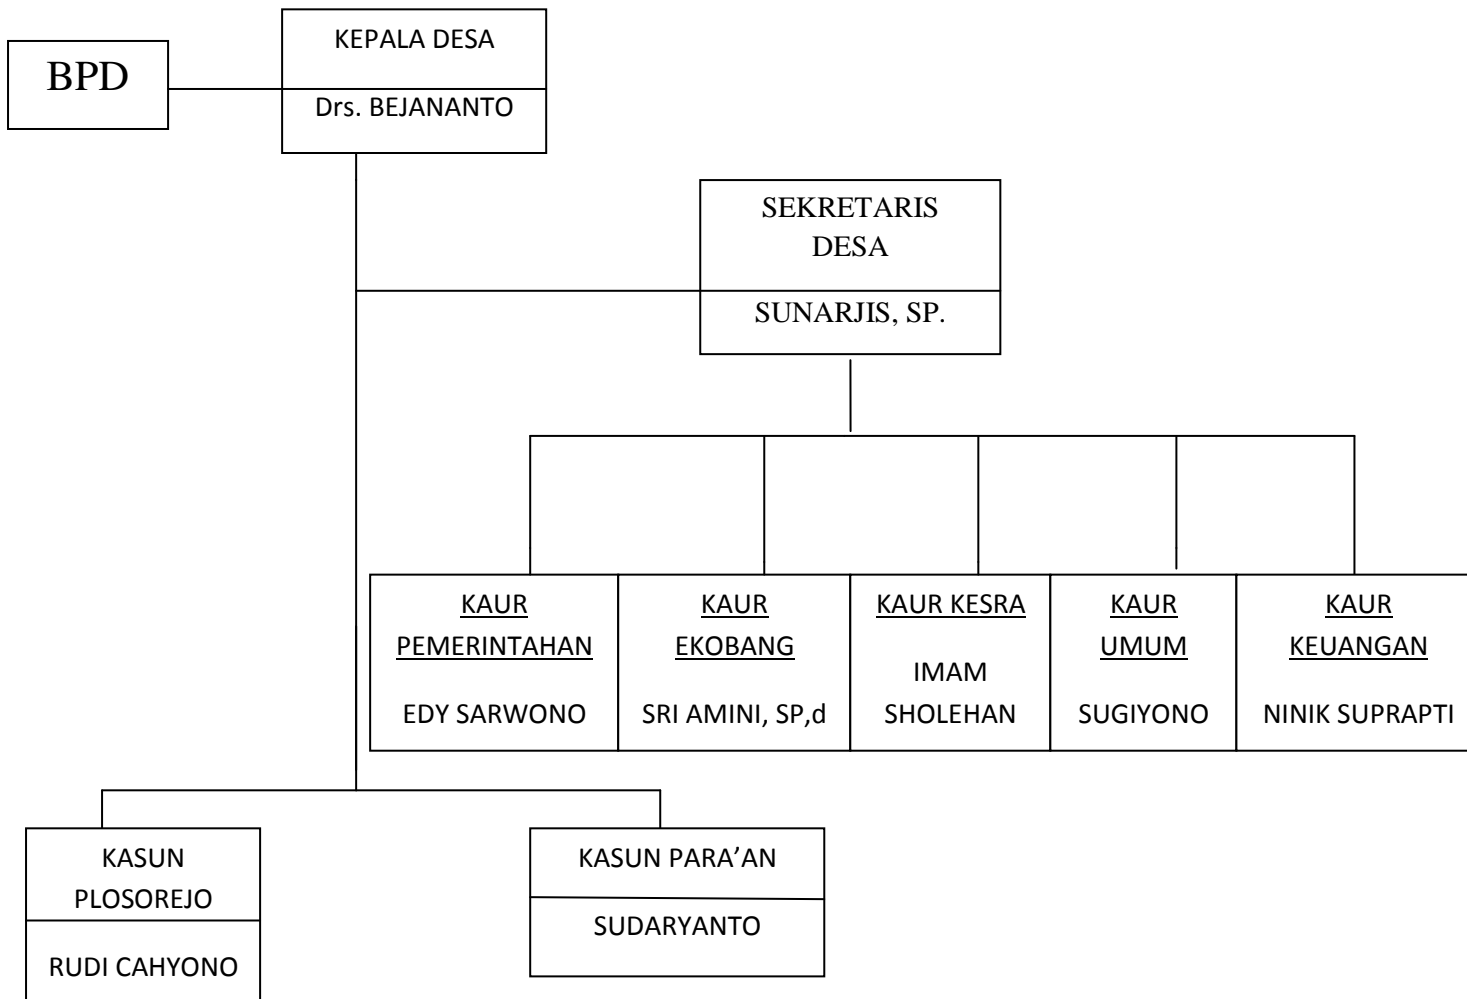 KEPALA DESA
BPD
Drs. BEJANANTO
SEKRETARIS
DESA
SUNARJIS, SP.
KAUR
PEMERINTAHAN
EDY SARWONO
KAUR
EKOBANG
SRI AMINI, SP,d
KAUR KESRA
IMAM
SHOLEHAN
KAUR
UMUM
SUGIYONO
KAUR
KEUANGAN
NINIK SUPRAPTI
KASUN
PLOSOREJO
RUDI CAHYONO
KASUN PARA’AN
SUDARYANTO